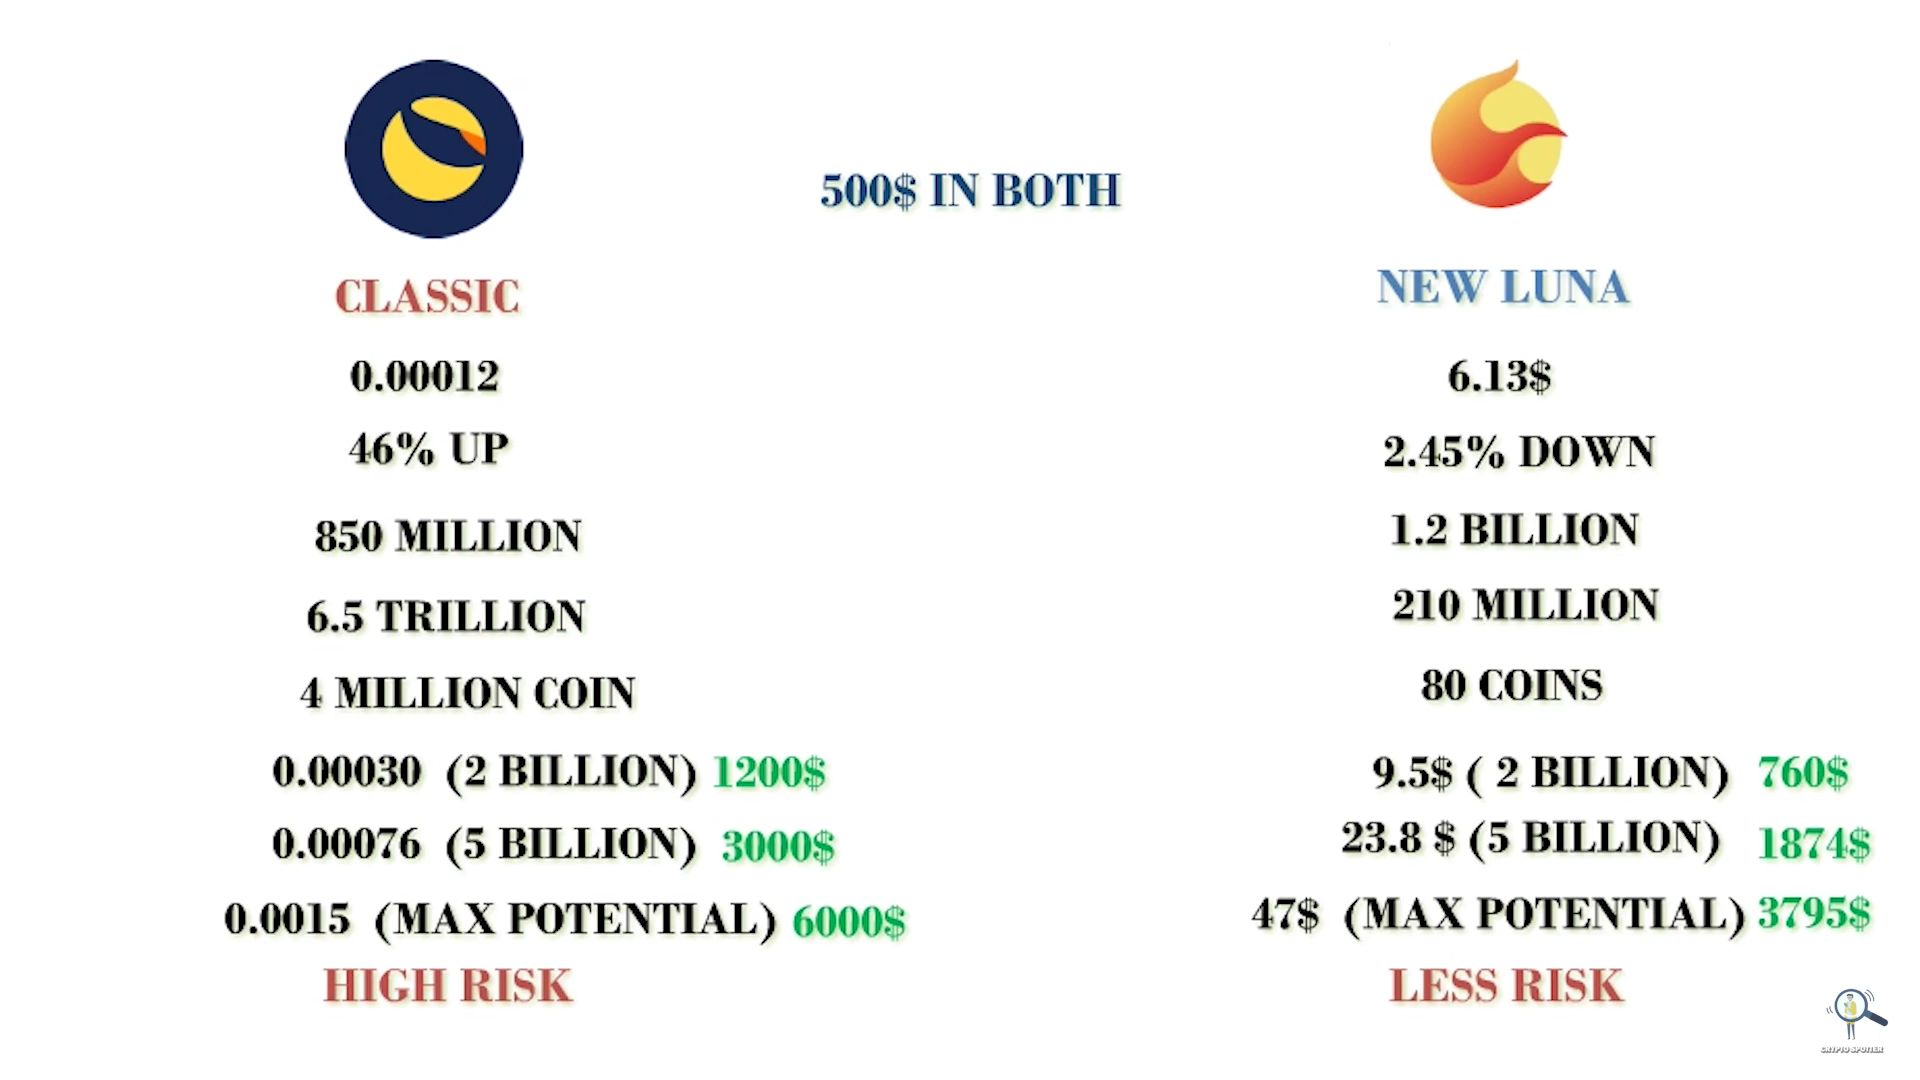 500$ IN BOTH
CLASSIC
0.00012
46% UP
850 MILLION
6.5 TRILLION
4 MILLION COIN
0.00030 (2 BILLION) 1200$
0.00076 (5 BILLION) 3000$
0.0015 (MAX POTENTIAL) 6000$
HIGH RISK
NEW LUNA
6.13$
2.45% DOWN
1.2 BILLION
210 MILLION
80 COINS
9.5$ ( 2 BILLION) 760$
23.8 $ (5 BILLION) 1874$
47$ (MAX POTENTIAL) 3795$
LESS RISK
CRYPTO SPOTTER